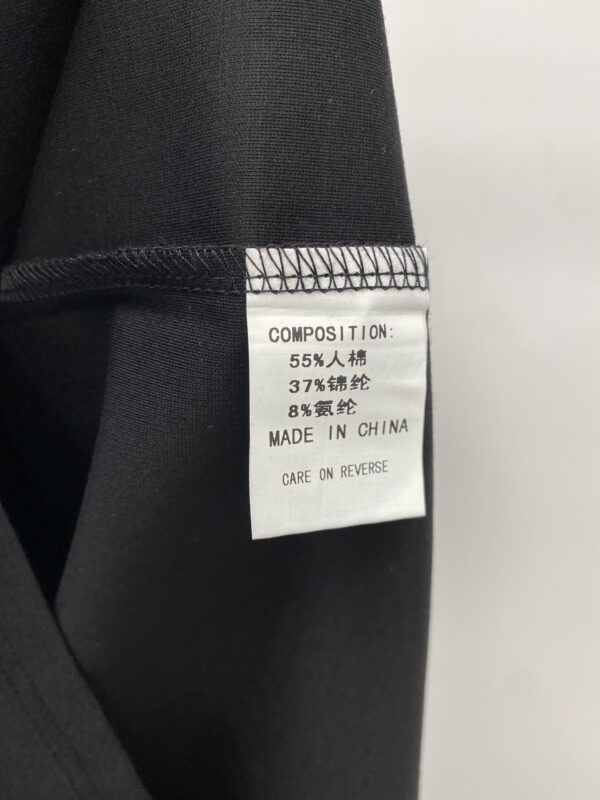 COMPOSITION:
55%人棉
37%锦纶
8%氨纶
MADE IN CHINA
CARE ON REVERSE